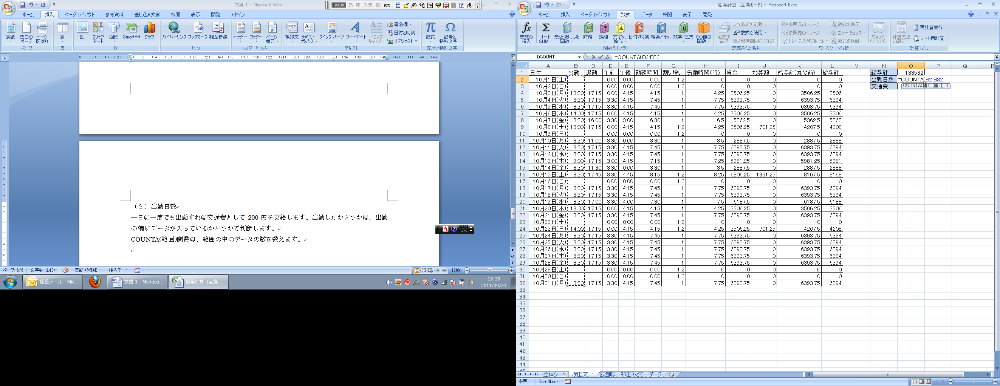 文書 1 - Microsoft Word
ATOK あ 連 R漢 般 英大
ホーム 挿入 ページ レイアウト 参考資料 差し込み文書 校閲 表示 開発 アドイン
表紙 空白のページ ページ区切り 表 図 クリップアート 図形 SmartArt グラフ ハイパーリンク ブックマーク 相互参照 ヘッダー フッター ページ番号 挨拶文 テキストボックス クイック パーツ ワードアート ドロップキャップ 署名欄 日付と時刻 オブジェクト 数式 記号と特殊文字
ページ 表 図 リンク ヘッダーとフッター テキスト 記号と特殊文字
（２）出勤日数
一日に一度でも出勤すれば交通費として 200 円を支給します。出勤したかどうかは、出勤
の欄にデータが入っているかどうかで判断します。
COUNTA(範囲)関数は、範囲の中のデータの数を数えます。
CAPS
KANA
ページ: 6/6 文字数: 2,434 英語 (米国) 挿入モード 120%
迷惑メール - Mic... 文書 1 - Microso... 給与計算 [互換... 15:35
2011/09/24
給与計算 [互換モード] - Microsoft Excel
ホーム 挿入 ページ レイアウト 数式 データ 校閲 表示 開発
関数の挿入 オートSUM 最近使用した関数 財務 論理 文字列操作 日付/時刻 検索/行列 数学/三角 その他の関数 名前の管理 名前の定義 数式で使用 選択範囲から作成 参照元のトレース 参照先のトレース トレース矢印の削除 数式の表示 エラー チェック 数式の検証 ウォッチウィンドウ 計算方法の設定 再計算実行 シート再計算
関数ライブラリ 定義された名前 ワークシート分析 計算方法
DCOUNT =COUNTA(B2:B32
A B C D E F G H I J K L M N O P Q R
1 日付 出勤 退勤 午前 午後 勤務時間 割り増し 労働時間(時) 賃金 加算額 給与計(丸め前) 給与計 給与計 133532
2 10月1日(土) 0:00 0:00 0:00 1.2 0 0 0 0 0 出勤日数 =COUNTA(B2:B32
3 10月2日(日) 0:00 0:00 0:00 1.2 0 0 0 0 0 交通費 COUNTA(値1, [値2], ...)
4 10月3日(月) 13:30 17:15 0:00 4:15 4:15 1 4.25 3506.25 0 3506.25 3506
5 10月4日(火) 8:30 17:15 3:30 4:15 7:45 1 7.75 6393.75 0 6393.75 6394
6 10月5日(水) 8:30 17:15 3:30 4:15 7:45 1 7.75 6393.75 0 6393.75 6394
7 10月6日(木) 14:00 17:15 0:00 4:15 4:15 1 4.25 3506.25 0 3506.25 3506
8 10月7日(金) 8:30 16:00 3:30 3:00 6:30 1 6.5 5362.5 0 5362.5 5363
9 10月8日(土) 13:00 17:15 0:00 4:15 4:15 1.2 4.25 3506.25 701.25 4207.5 4208
10 10月9日(日) 0:00 0:00 0:00 1.2 0 0 0 0 0
11 10月10日(月) 8:30 11:00 3:30 0:00 3:30 1 3.5 2887.5 0 2887.5 2888
12 10月11日(火) 8:30 17:15 3:30 4:15 7:45 1 7.75 6393.75 0 6393.75 6394
13 10月12日(水) 8:30 17:15 3:30 4:15 7:45 1 7.75 6393.75 0 6393.75 6394
14 10月13日(木) 9:00 17:15 3:00 4:15 7:15 1 7.25 5981.25 0 5981.25 5981
15 10月14日(金) 8:30 11:30 3:30 0:00 3:30 1 3.5 2887.5 0 2887.5 2888
16 10月15日(土) 8:30 17:45 3:30 4:45 8:15 1.2 8.25 6806.25 1361.25 8167.5 8168
17 10月16日(日) 0:00 0:00 0:00 1.2 0 0 0 0 0
18 10月17日(月) 8:30 17:15 3:30 4:15 7:45 1 7.75 6393.75 0 6393.75 6394
19 10月18日(火) 8:30 17:15 3:30 4:15 7:45 1 7.75 6393.75 0 6393.75 6394
20 10月19日(水) 8:30 17:00 3:30 4:00 7:30 1 7.5 6187.5 0 6187.5 6188
21 10月20日(木) 13:00 17:15 0:00 4:15 4:15 1 4.25 3506.25 0 3506.25 3506
22 10月21日(金) 8:30 17:15 3:30 4:15 7:45 1 7.75 6393.75 0 6393.75 6394
23 10月22日(土) 0:00 0:00 0:00 1.2 0 0 0 0 0
24 10月23日(日) 14:00 17:15 0:00 4:15 4:15 1.2 4.25 3506.25 701.25 4207.5 4208
25 10月24日(月) 8:30 17:15 3:30 4:15 7:45 1 7.75 6393.75 0 6393.75 6394
26 10月25日(火) 8:30 17:15 3:30 4:15 7:45 1 7.75 6393.75 0 6393.75 6394
27 10月26日(水) 8:30 17:15 3:30 4:15 7:45 1 7.75 6393.75 0 6393.75 6394
28 10月27日(木) 8:30 17:15 3:30 4:15 7:45 1 7.75 6393.75 0 6393.75 6394
29 10月28日(金) 8:30 17:15 3:30 4:15 7:45 1 7.75 6393.75 0 6393.75 6394
30 10月29日(土) 0:00 0:00 0:00 1.2 0 0 0 0 0
31 10月30日(日) 0:00 0:00 0:00 1.2 0 0 0 0 0
32 10月31日(月) 8:30 17:15 3:30 4:15 7:45 1 7.75 6393.75 0 6393.75 6394
33
34
35
36
37
38
39
40
41
42
43
44
45
全体シート 坂田文一 宮園聡 杉田みどり データ
参照 ScrollLock 100%